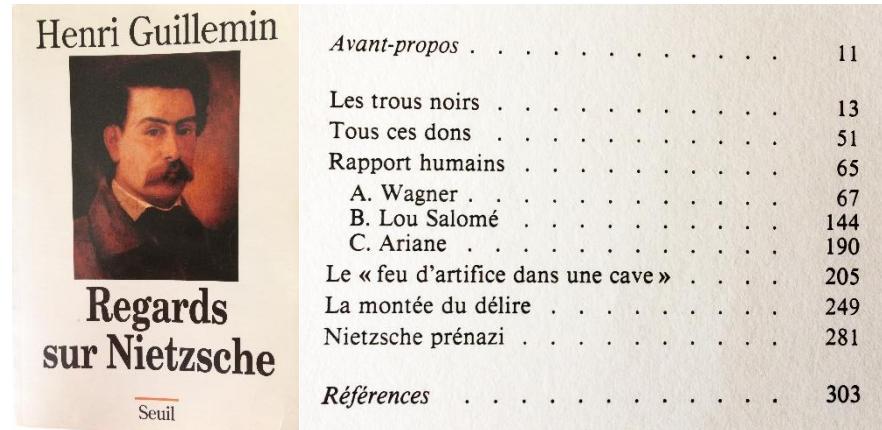 Henri Guillemin
Regards
sur Nietzsche
Seuil
Avant-propos . . . . . . . . . . . 11
Les trous noirs . . . . . . . . . . . 13
Tous ces dons . . . . . . . . . . . 51
Rapport humains . . . . . . . . . . 65
A. Wagner . . . . . . . . . . . 67
B. Lou Salomé . . . . . . . . . . 144
C. Ariane . . . . . . . . . . . 190
Le « feu d'artifice dans une cave » . . . . 205
La montée du délire . . . . . . . . . 249
Nietzsche prénazi . . . . . . . . . . 281
Références . . . . . . . . . . . . 303